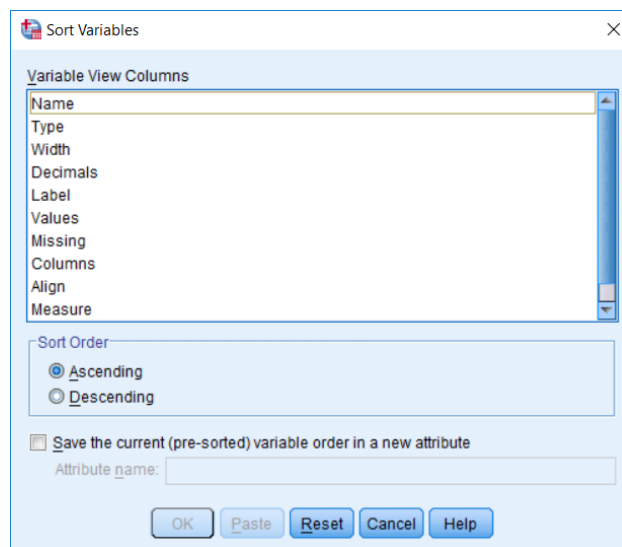 Sort Variables
Variable View Columns
Name
Type
Width
Decimals
Label
Values
Missing
Columns
Align
Measure
Sort Order
Ascending
Descending
Save the current (pre-sorted) variable order in a new attribute
Attribute name:
OK Paste Reset Cancel Help